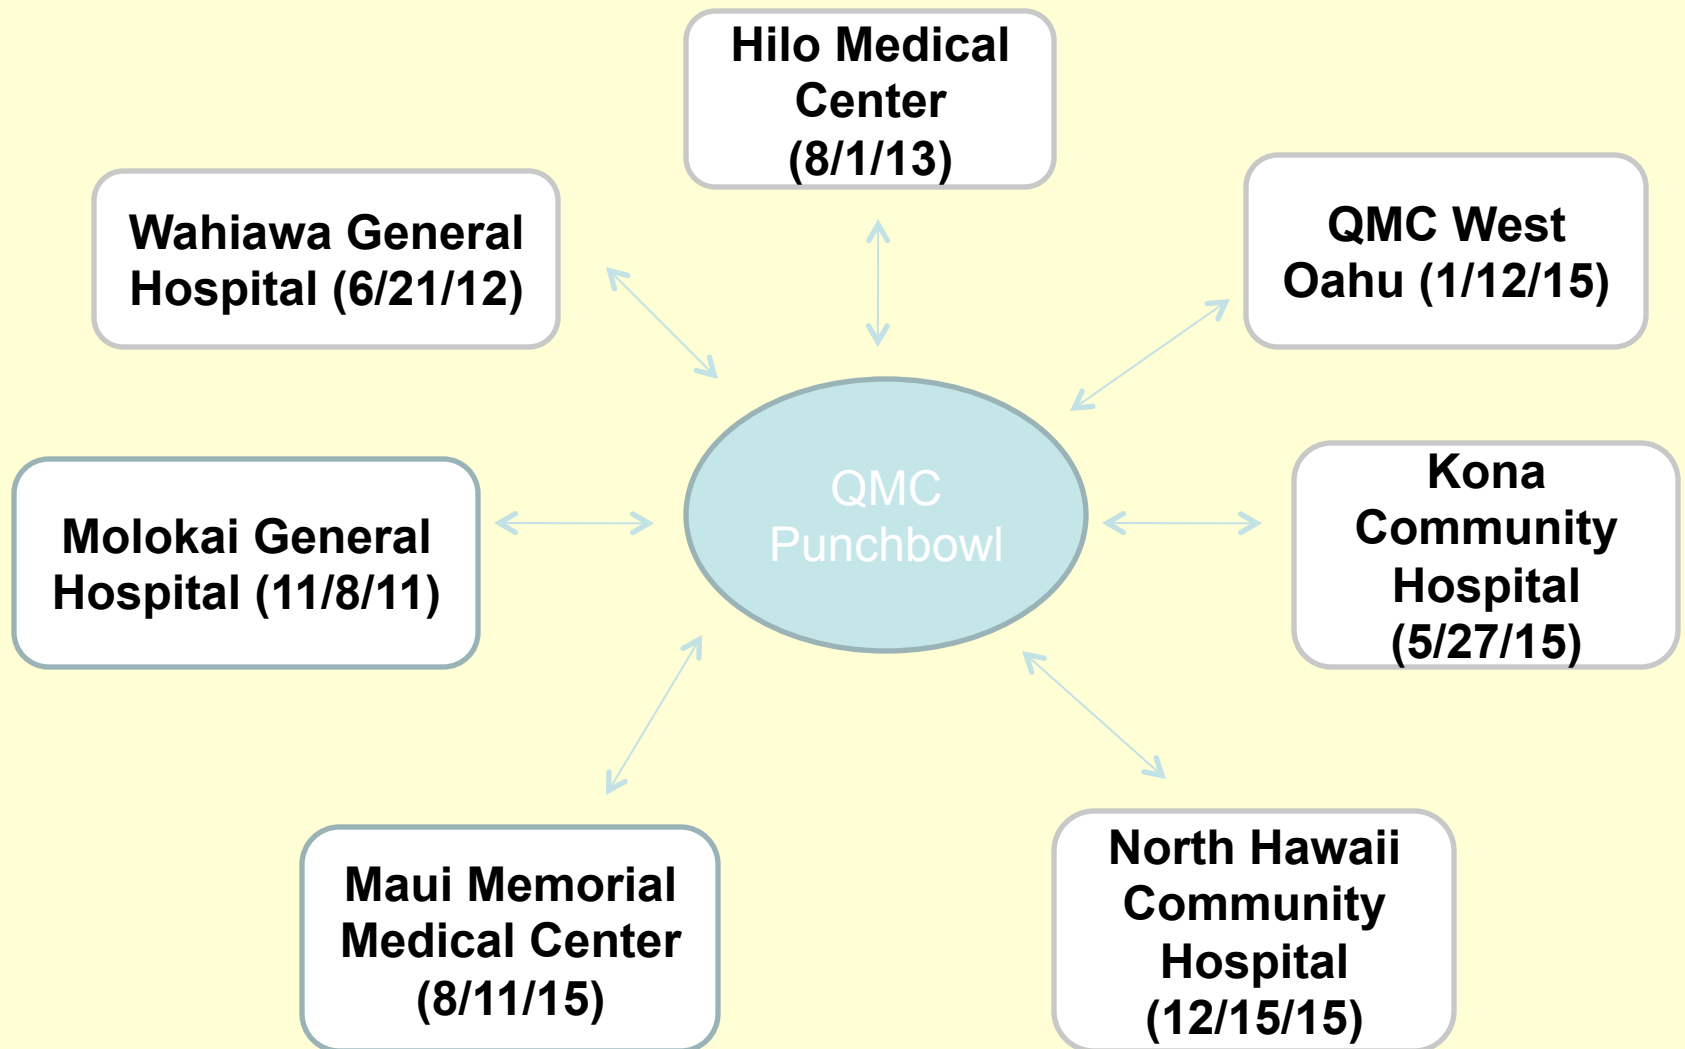 Hilo Medical
Center
(8/1/13)
Wahiawa General
Hospital (6/21/12)
QMC West
Oahu (1/12/15)
Molokai General
Hospital (11/8/11)
QMC
Punchbowl
Kona
Community
Hospital
(5/27/15)
Maui Memorial
Medical Center
(8/11/15)
North Hawaii
Community
Hospital
(12/15/15)